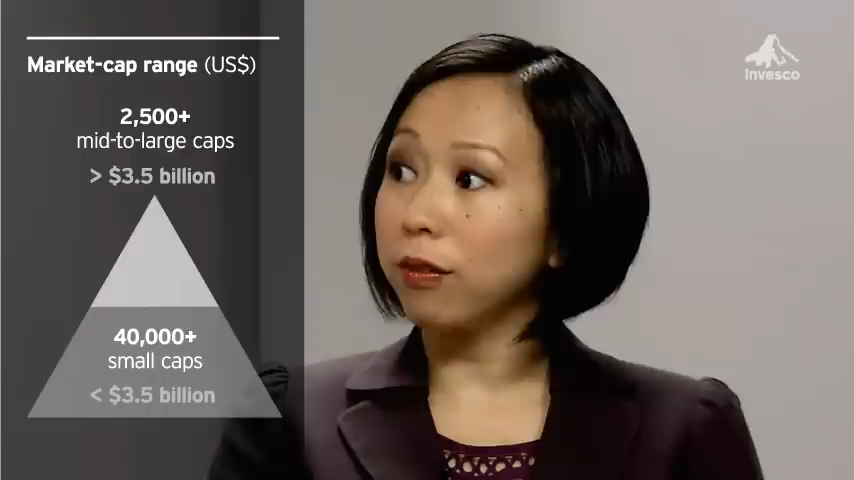 Market-cap range (US$)
2,500+
mid-to-large caps
> $3.5 billion
40,000+
small caps
< $3.5 billion
Invesco